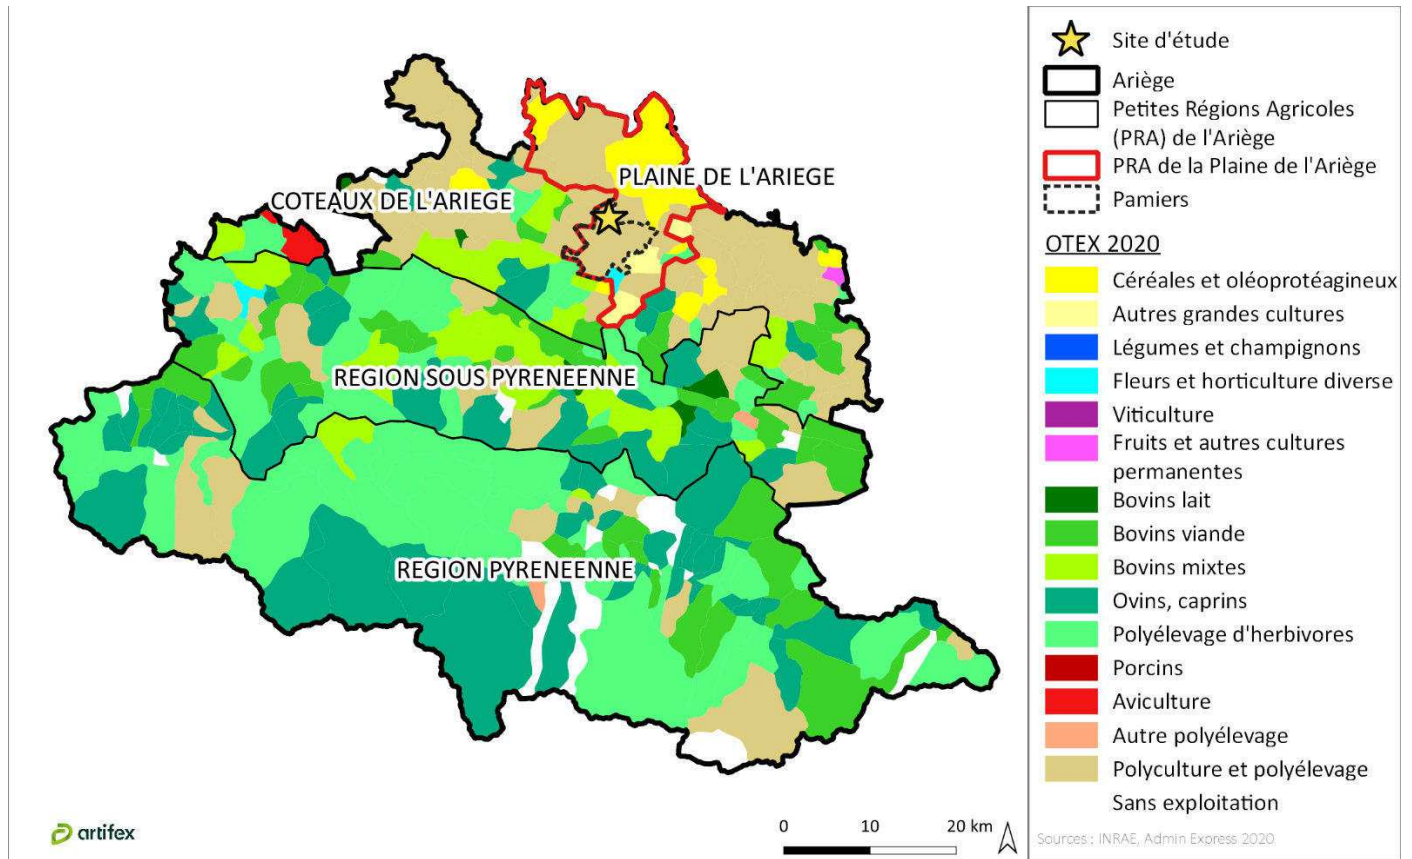 PLAINE DE L'ARIEGE
COTEAUX DE L'ARIEGE
REGION SOUS PYRENEENNE
REGION PYRENEENNE
artifex
0 10 20 km
Site d'étude
Ariège
Petites Régions Agricoles
(PRA) de l'Ariège
PRA de la Plaine de l'Ariège
Pamiers
OTEX 2020
Céréales et oléoprotéagineux
Autres grandes cultures
Légumes et champignons
Fleurs et horticulture diverse
Viticulture
Fruits et autres cultures
permanentes
Bovins lait
Bovins viande
Bovins mixtes
Ovins, caprins
Polyélevage d'herbivores
Porcins
Aviculture
Autre polyélevage
Polyculture et polyélevage
Sans exploitation
Sources : INRAE, Admin Express 2020